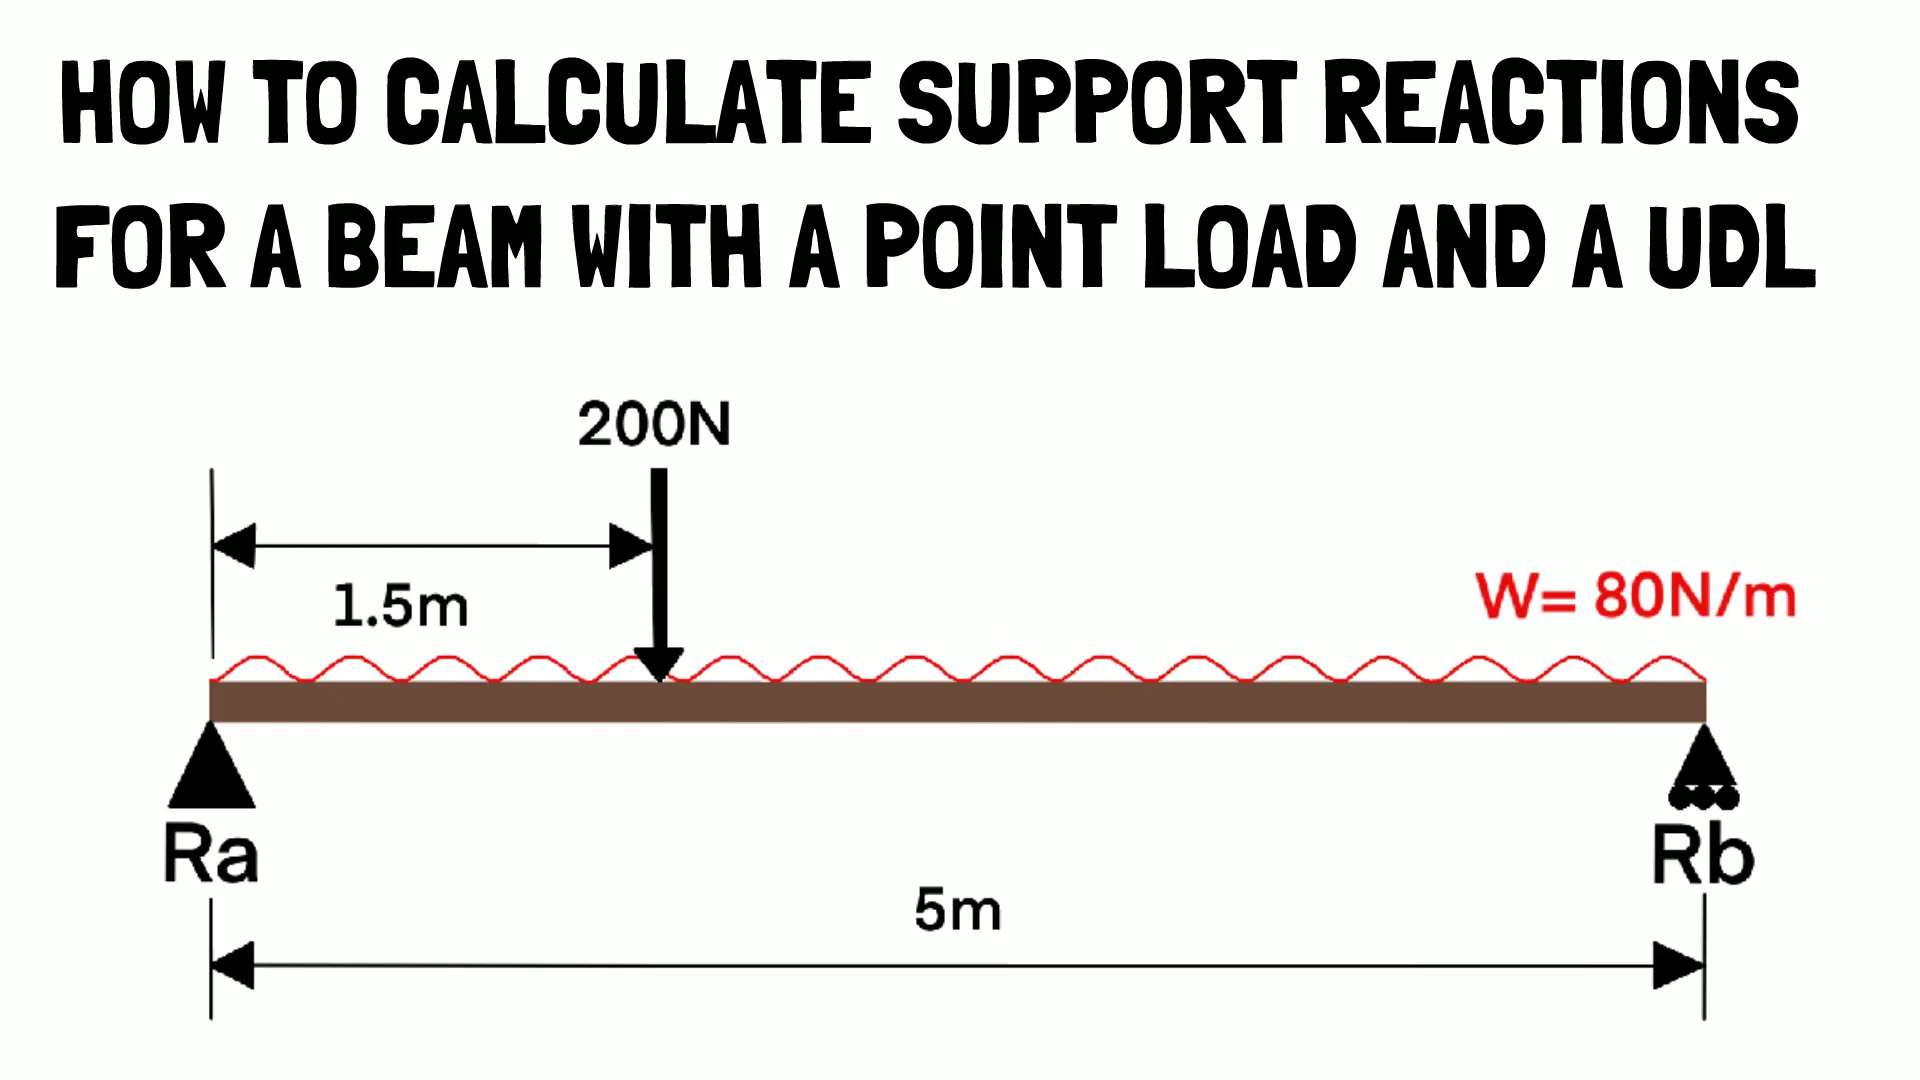 HOW TO CALCULATE SUPPORT REACTIONS
FOR A BEAM WITH A POINT LOAD AND A UDL
200N
1.5m
W= 80N/m
Ra
Rb
5m